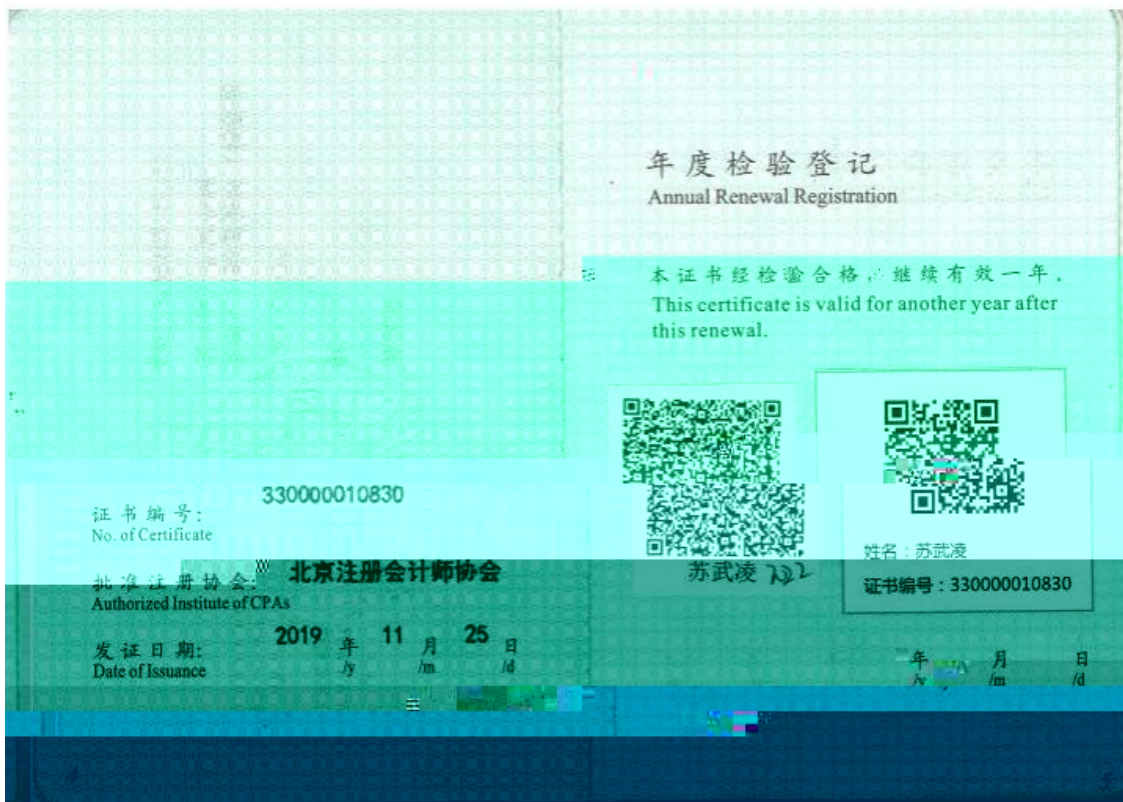 330000010830
证书编号:
No. of Certificate
批准注册协会:
北京注册会计师协会
Authorized Institute of CPAs
发证日期:
2019 年 11 月 25 日
Date of Issuance
/y /m /d
年度检验登记
Annual Renewal Registration
本证书经检验合格，继续有效一年。
This certificate is valid for another year after
this renewal.
苏武凌
姓名：苏武凌
证书编号：330000010830
年 月 日
/y /m /d